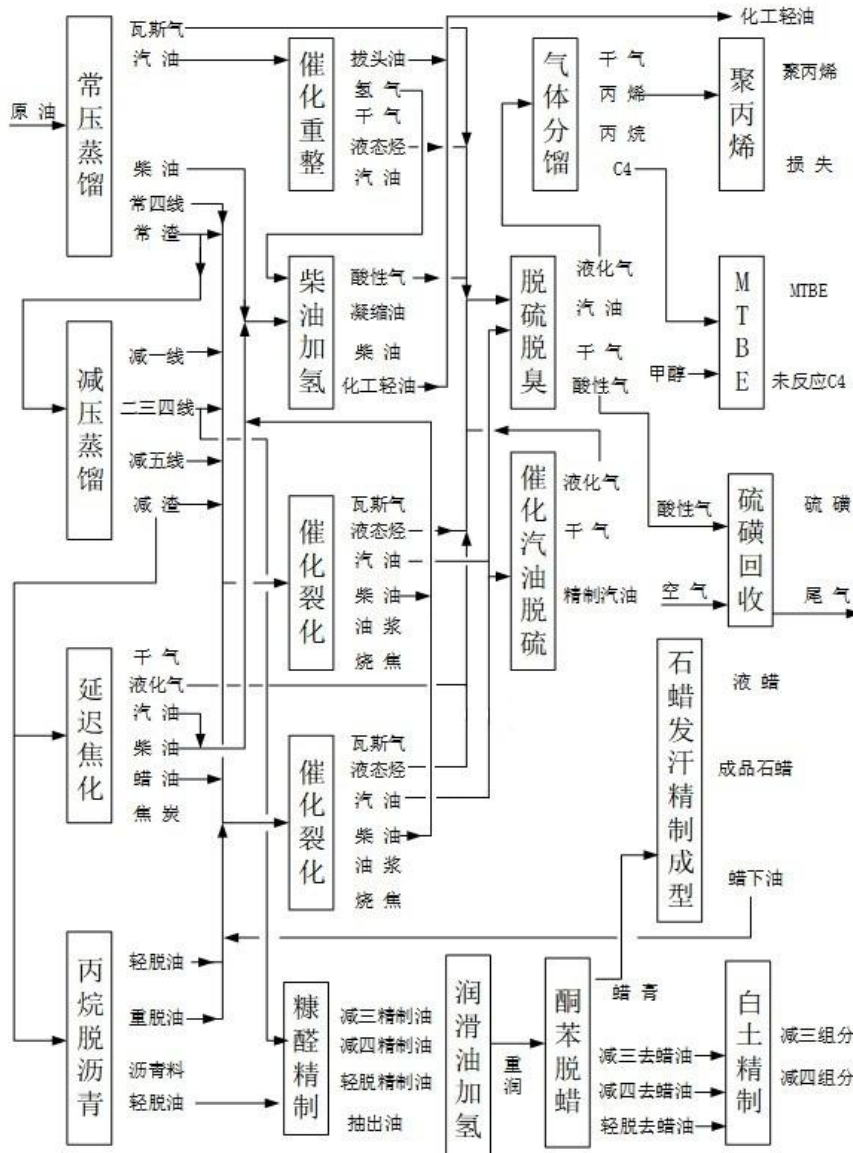 原油
常压蒸馏
瓦斯气
汽油
柴油
常四线
常渣
催化重整
拔头油
氢气
干气
液态烃
汽油
化工轻油
气体分馏
干气
丙烯
丙烷
C4
聚丙烯
聚丙烯
损失
减压蒸馏
减一线
二三四线
减五线
减渣
柴油加氢
酸性气
凝缩油
柴油
化工轻油
脱硫脱臭
液化气
汽油
干气
酸性气
MTBE
甲醇
MTBE
未反应C4
催化裂化
瓦斯气
液态烃
汽油
柴油
油浆
烧焦
催化汽油脱硫
液化气
干气
精制汽油
酸性气
空气
硫磺回收
硫磺
尾气
延迟焦化
干气
液化气
汽油
柴油
蜡油
焦炭
催化裂化
瓦斯气
液态烃
汽油
柴油
油浆
烧焦
石蜡发汗精制成型
液蜡
成品石蜡
蜡下油
丙烷脱沥青
轻脱油
重脱油
沥青料
轻脱油
糠醛精制
减三精制油
减四精制油
轻脱精制油
抽出油
润滑油加氢
重润
酮苯脱蜡
蜡膏
减三去蜡油
减四去蜡油
轻脱去蜡油
白土精制
减三组分
减四组分